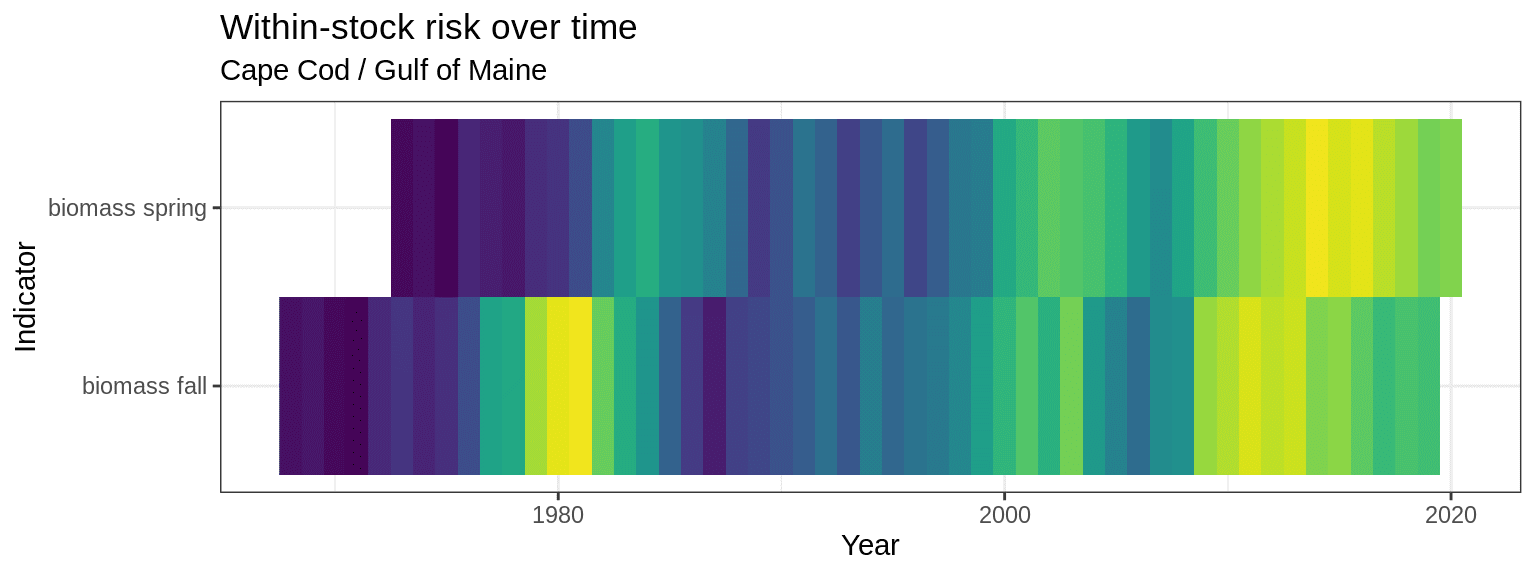 Within-stock risk over time
Cape Cod / Gulf of Maine
biomass spring
biomass fall
Indicator
1980
2000
2020
Year